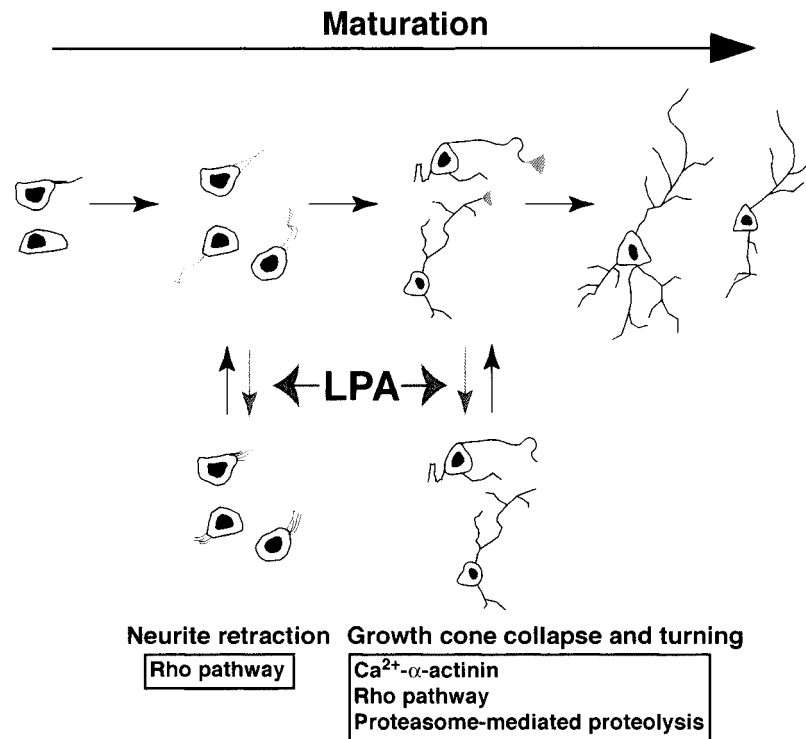 Maturation
LPA
Neurite retraction
Rho pathway
Growth cone collapse and turning
Ca²⁺-α-actinin
Rho pathway
Proteasome-mediated proteolysis